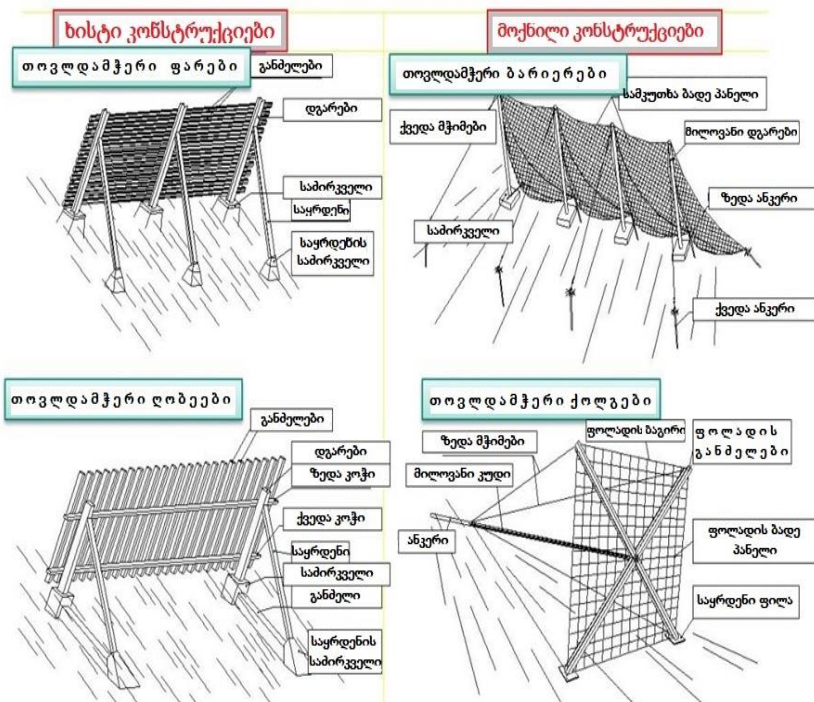 ხისტი კონსტრუქციები
თოვლდამჭერი ფარები
განძელები
დგარები
საძირკველი
საყრდენი
საყრდენის
საძირკველი
მოქნილი კონსტრუქციები
თოვლდამჭერი ბარიერები
სამკუთხა ბადე პანელი
ქვედა მჭიმები
მილოვანი დგარები
ზედა ანკერი
საძირკველი
ქვედა ანკერი
თოვლდამჭერი ღობეები
განძელები
დგარები
ზედა კოჭი
ქვედა კოჭი
საყრდენი
საძირკველი
განძელი
საყრდენის
საძირკველი
თოვლდამჭერი ქოლგები
ზედა მჭიმები
ფოლადის ბაგირი
ფოლადის
განძელები
მილოვანი კუდი
ანკერი
ფოლადის ბადე
პანელი
საყრდენი ფილა